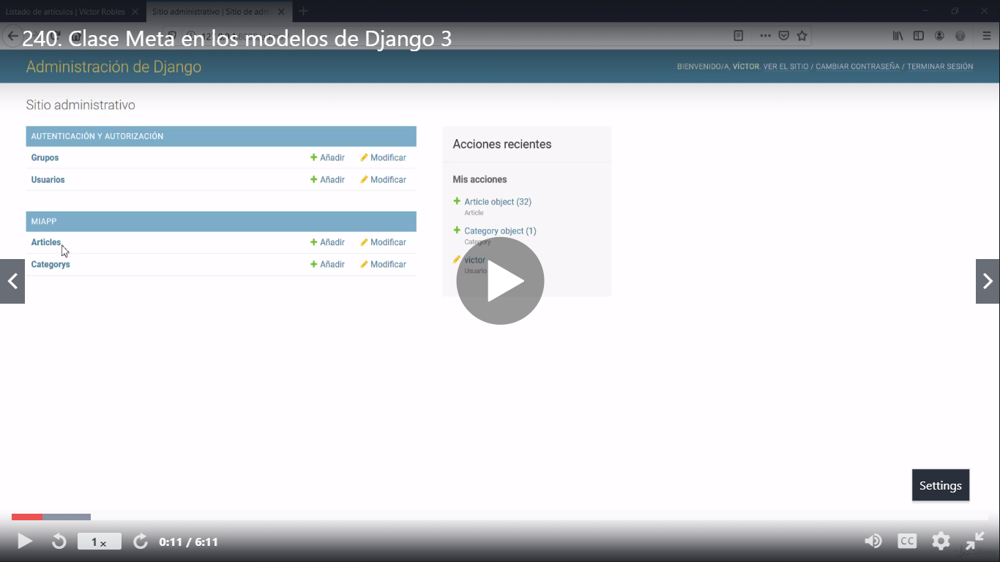 Listado de artículos | Víctor Robles
Sitio administrativo | Sitio de adm
240. Clase Meta en los modelos de Django 3
Administración de Django
BIENVENIDO/A, VÍCTOR. VER EL SITIO / CAMBIAR CONTRASEÑA / TERMINAR SESIÓN
Sitio administrativo
AUTENTICACIÓN Y AUTORIZACIÓN
Grupos Añadir Modificar
Usuarios Añadir Modificar
MIAPP
Articles Añadir Modificar
Categorys Añadir Modificar
Acciones recientes
Mis acciones
Article object (32)
Article
Category object (1)
Category
victor
Usuario
Settings
1 x
0:11 / 6:11
CC